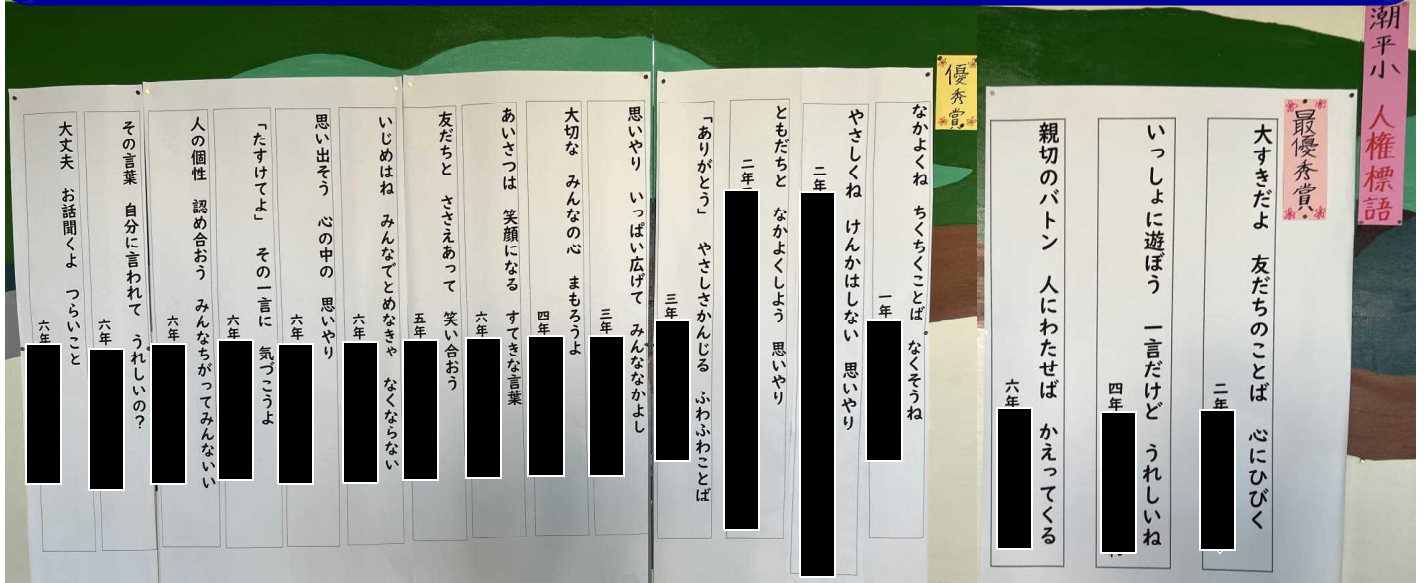 潮平小 人権標語
最優秀賞
大すきだよ 友だちのことば 心にひびく
二年
いっしょに遊ぼう 一言だけど うれしいね
四年
親切のバトン 人にわたせば かえってくる
六年
優秀賞
なかよくね ちくちくことば なくそうね
一年
やさしくね けんかはしない 思いやり
二年
ともだちと なかよくしよう 思いやり
二年
「ありがとう」 やさしさかんじる ふわふわことば
三年
思いやり いっぱい広げて みんななかよし
三年
大切な みんなの心 まもろうよ
四年
あいさつは 笑顔になる すてきな言葉
六年
友だちと ささえあって 笑い合おう
五年
いじめはね みんなでとめなきゃ なくならない
六年
思い出そう 心の中の 思いやり
六年
「たすけてよ」 その一言に 気づこうよ
六年
人の個性 認め合おう みんなちがってみんないい
六年
その言葉 自分に言われて うれしいの?
六年
大丈夫 お話聞くよ つらいこと
六年